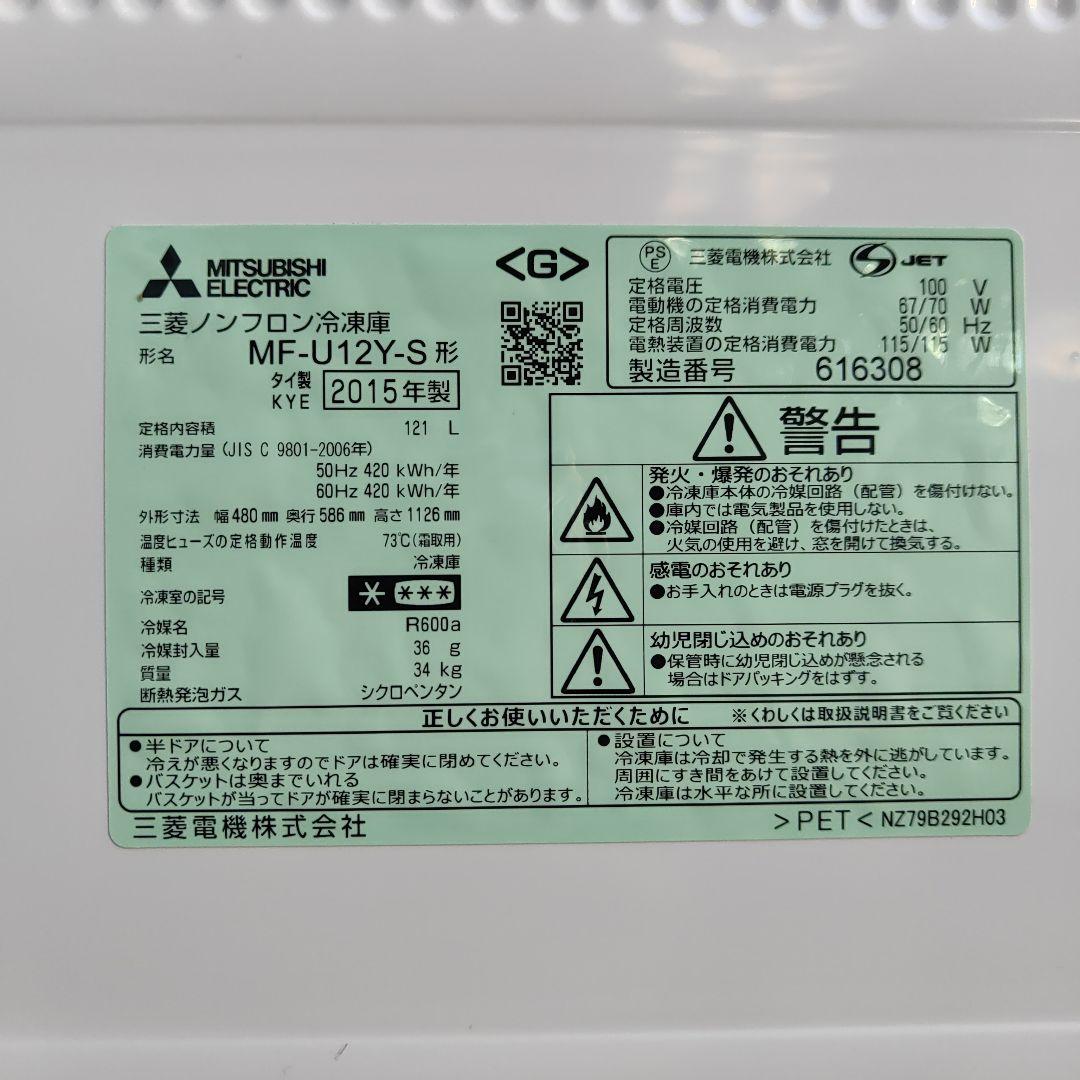 MITSUBISHI
ELECTRIC
三菱ノンフロン冷凍庫
形名 MF-U12Y-S 形
タイ製
KYE 2015年製
定格内容積 121 L
消費電力量 (JIS C 9801-2006年)
50Hz 420 kWh/年
60Hz 420 kWh/年
外形寸法 幅 480 mm 奥行 586 mm 高さ 1126 mm
温度ヒューズの定格動作温度 73℃(霜取用)
種類 冷凍庫
冷凍室の記号 * ***
冷媒名 R600a
冷媒封入量 36 g
質量 34 kg
断熱発泡ガス シクロペンタン
<G>
PS
E 三菱電機株式会社 S JET
定格電圧 100 V
電動機の定格消費電力 67/70 W
定格周波数 50/60 Hz
電熱装置の定格消費電力 115/115 W
製造番号 616308
警告
発火・爆発のおそれあり
●冷凍庫本体の冷媒回路（配管）を傷付けない。
●庫内では電気製品を使用しない。
●冷媒回路（配管）を傷付けたときは、
火気の使用を避け、窓を開けて換気する。
感電のおそれあり
●お手入れのときは電源プラグを抜く。
幼児閉じ込めのおそれあり
●保管時に幼児閉じ込めが懸念される
場合はドアパッキングをはずす。
正しくお使いいただくために ※くわしくは取扱説明書をご覧ください
●半ドアについて
冷えが悪くなりますのでドアは確実に閉めてください。
●バスケットは奥までいれる
バスケットが当ってドアが確実に閉まらないことがあります。
●設置について
冷凍庫は冷却で発生する熱を外に逃がしています。
周囲にすき間をあけて設置してください。
冷凍庫は水平な所に設置してください。
三菱電機株式会社 >PET< NZ79B292H03